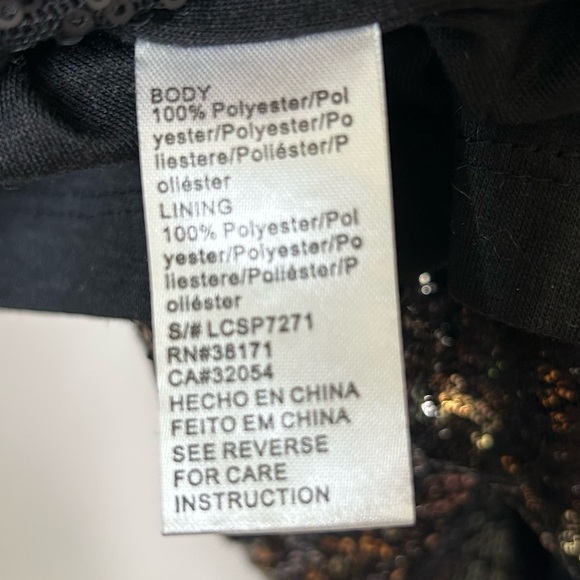 BODY
100% Polyester/Pol
yester/Polyester/Po
liestere/Poliéster/P
oliéster
LINING
100% Polyester/Pol
yester/Polyester/Po
liestere/Poliéster/P
oliéster
S/# LCSP7271
RN#38171
CA#32054
HECHO EN CHINA
FEITO EM CHINA
SEE REVERSE
FOR CARE
INSTRUCTION